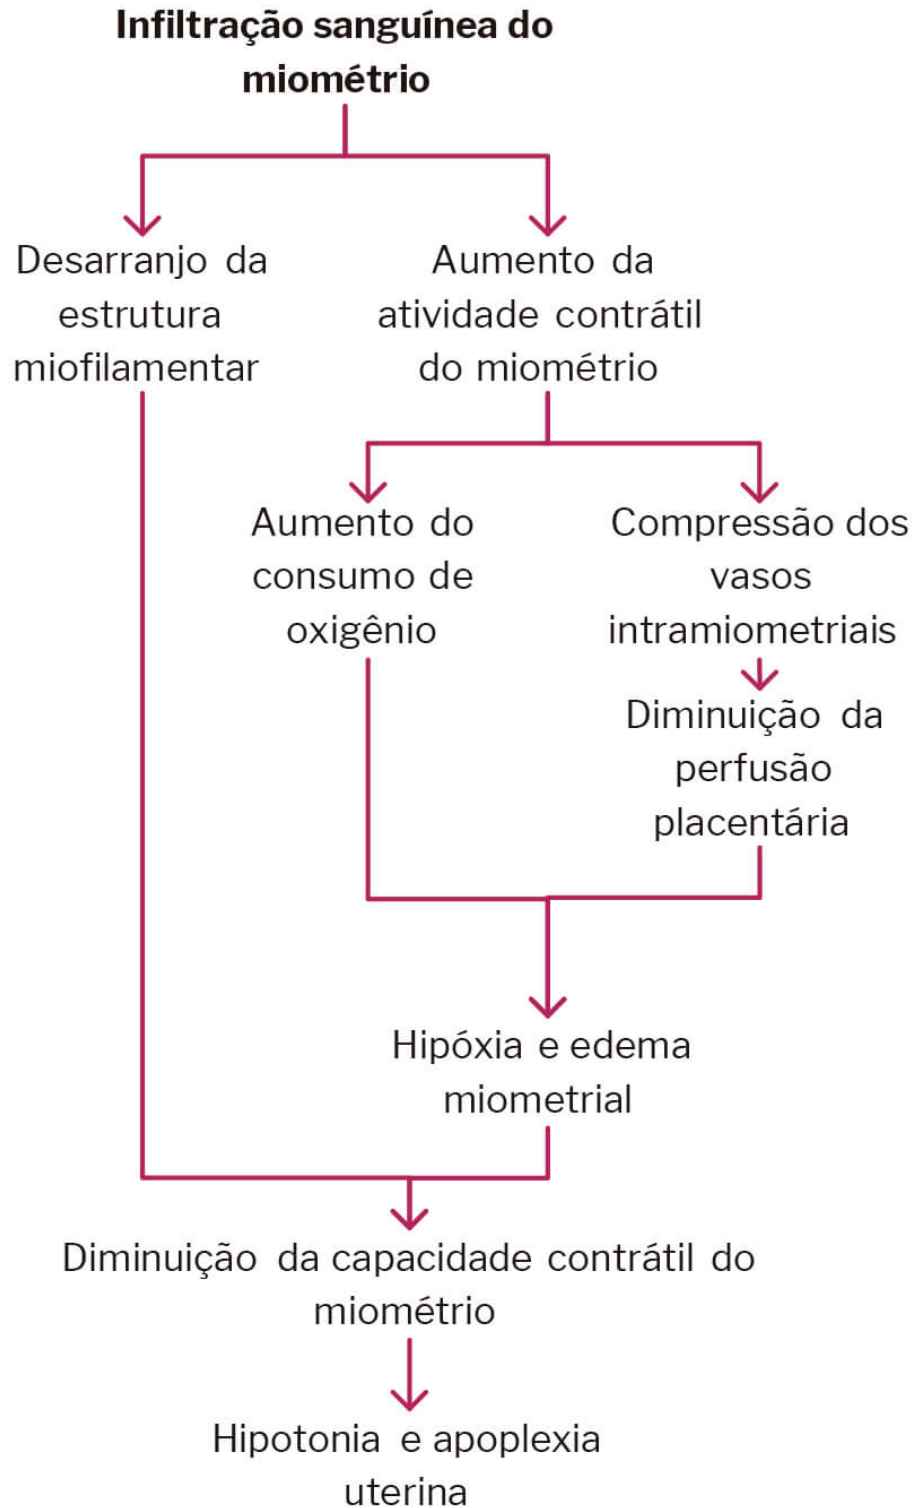 Infiltração sanguínea do
miométrio
Desarranjo da
estrutura
miofilamentar
Aumento da
atividade contrátil
do miométrio
Aumento do
consumo de
oxigênio
Compressão dos
vasos
intramiometriais
Diminuição da
perfusão
placentária
Hipóxia e edema
miometrial
Diminuição da capacidade contrátil do
miométrio
Hipotonia e apoplexia
uterina